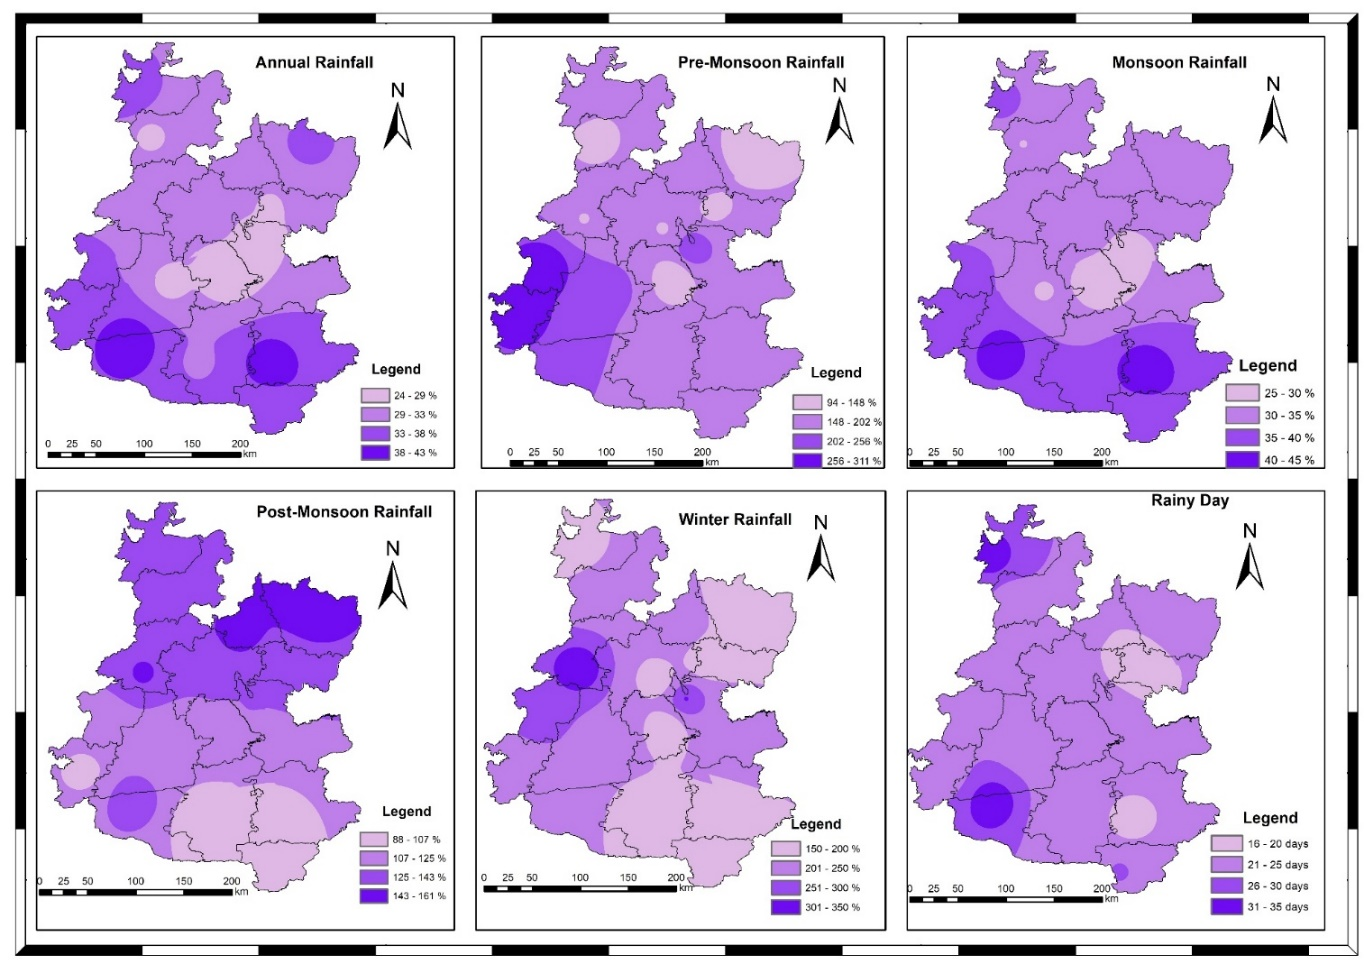 Annual Rainfall
N
Legend
24 - 29 %
29 - 33 %
33 - 38 %
38 - 43 %
0 25 50 100 150 200
km
Pre-Monsoon Rainfall
N
Legend
94 - 148 %
148 - 202 %
202 - 256 %
256 - 311 %
0 25 50 100 150 200
km
Monsoon Rainfall
N
Legend
25 - 30 %
30 - 35 %
35 - 40 %
40 - 45 %
0 25 50 100 150 200
km
Post-Monsoon Rainfall
N
Legend
88 - 107 %
107 - 125 %
125 - 143 %
143 - 161 %
0 25 50 100 150 200
km
Winter Rainfall
N
Legend
150 - 200 %
201 - 250 %
251 - 300 %
301 - 350 %
0 25 50 100 150 200
km
Rainy Day
N
Legend
16 - 20 days
21 - 25 days
26 - 30 days
31 - 35 days
0 25 50 100 150 200
km